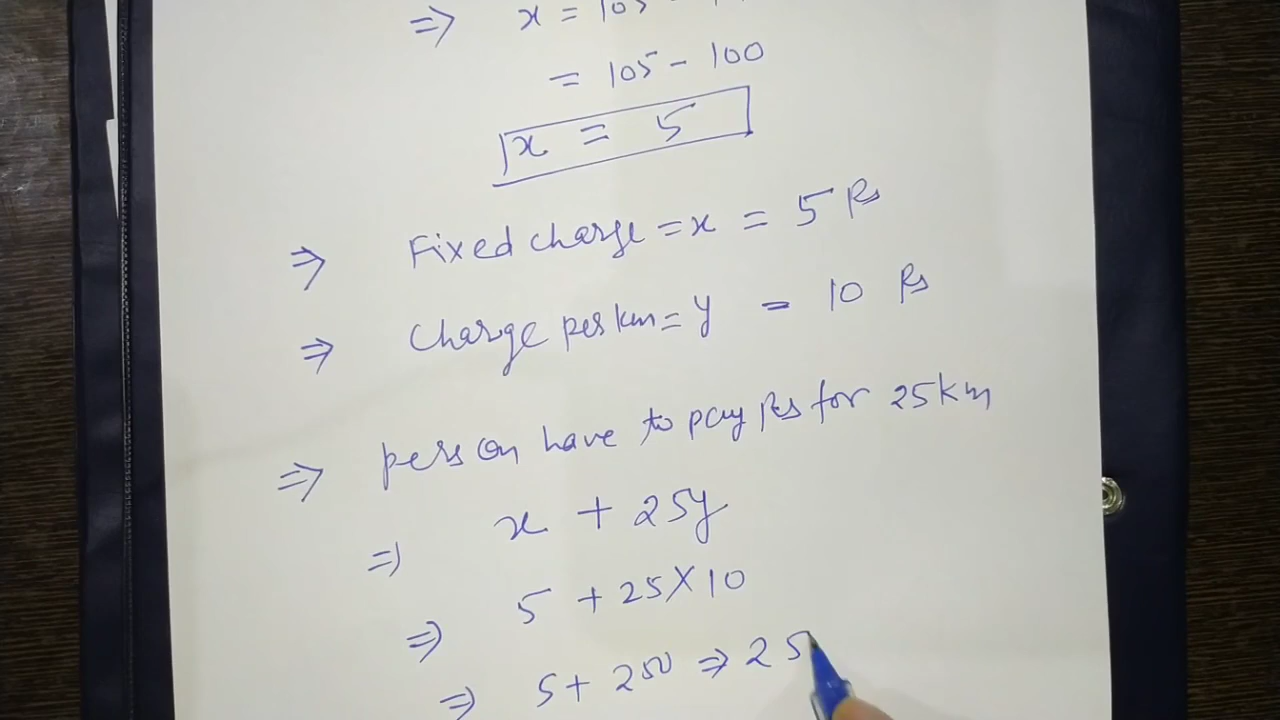 ⇒ x = 105 -
= 105 - 100
x = 5
⇒ Fixed charge = x = 5 Rs
⇒ Charge per km = y = 10 Rs
⇒ person have to pay Rs for 25km
⇒ x + 25y
⇒ 5 + 25 X 10
⇒ 5 + 250 ⇒ 25